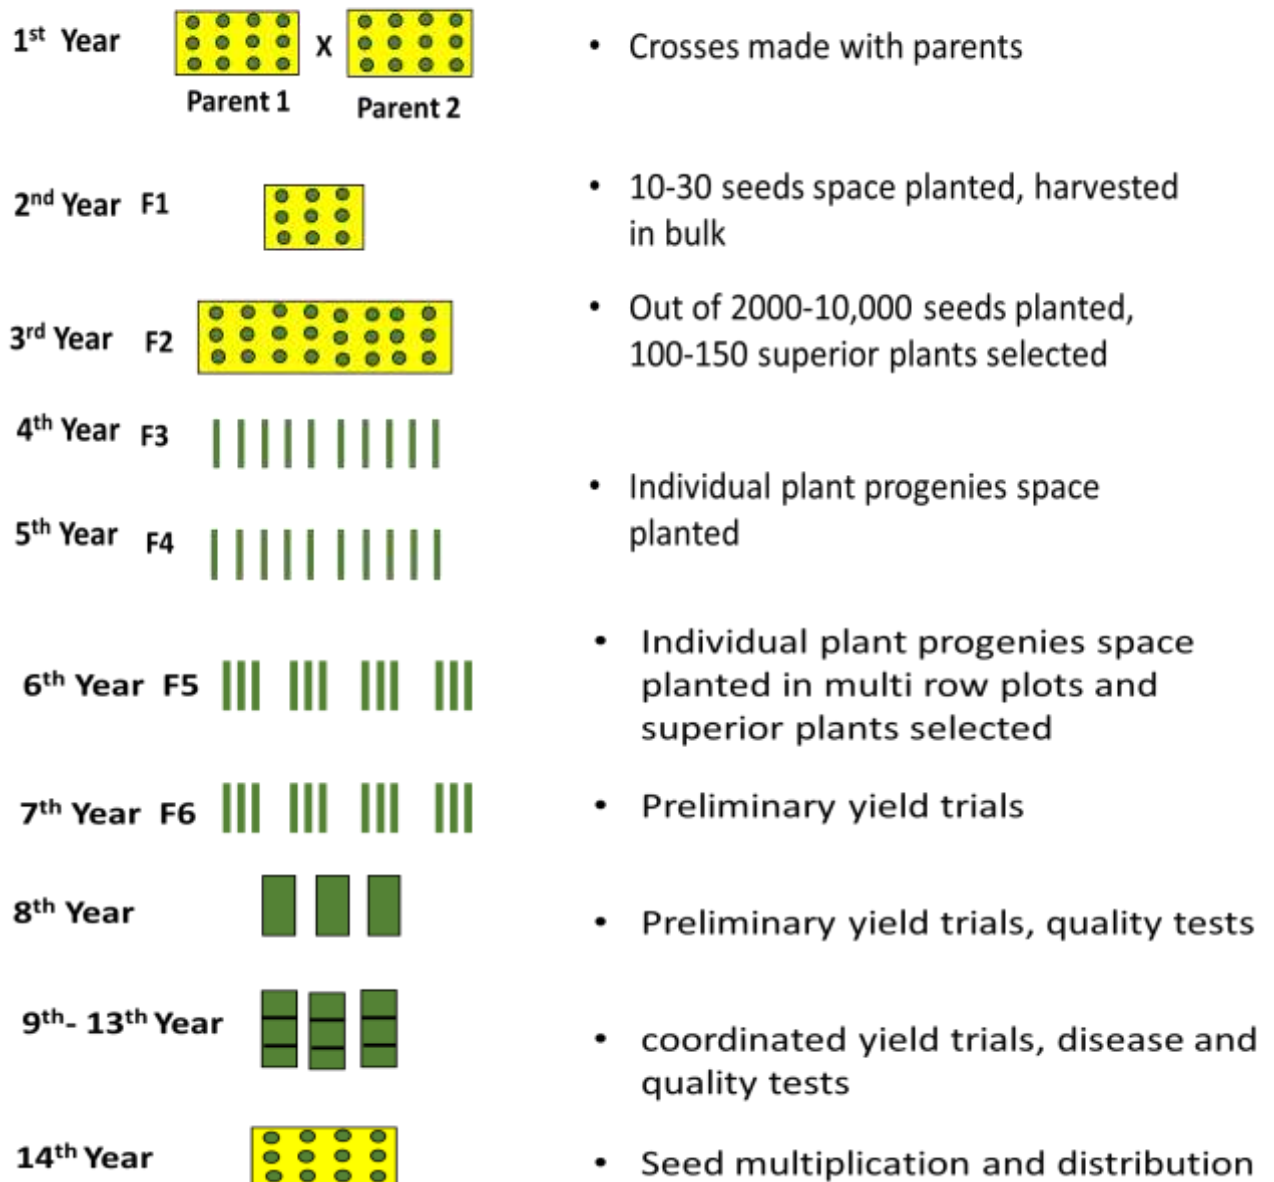 1st Year
X
Parent 1
Parent 2
• Crosses made with parents
2nd Year F1
• 10-30 seeds space planted, harvested
in bulk
3rd Year F2
• Out of 2000-10,000 seeds planted,
100-150 superior plants selected
4th Year F3
5th Year F4
• Individual plant progenies space
planted
6th Year F5
• Individual plant progenies space
planted in multi row plots and
superior plants selected
7th Year F6
• Preliminary yield trials
8th Year
• Preliminary yield trials, quality tests
9th- 13th Year
• coordinated yield trials, disease and
quality tests
14th Year
• Seed multiplication and distribution